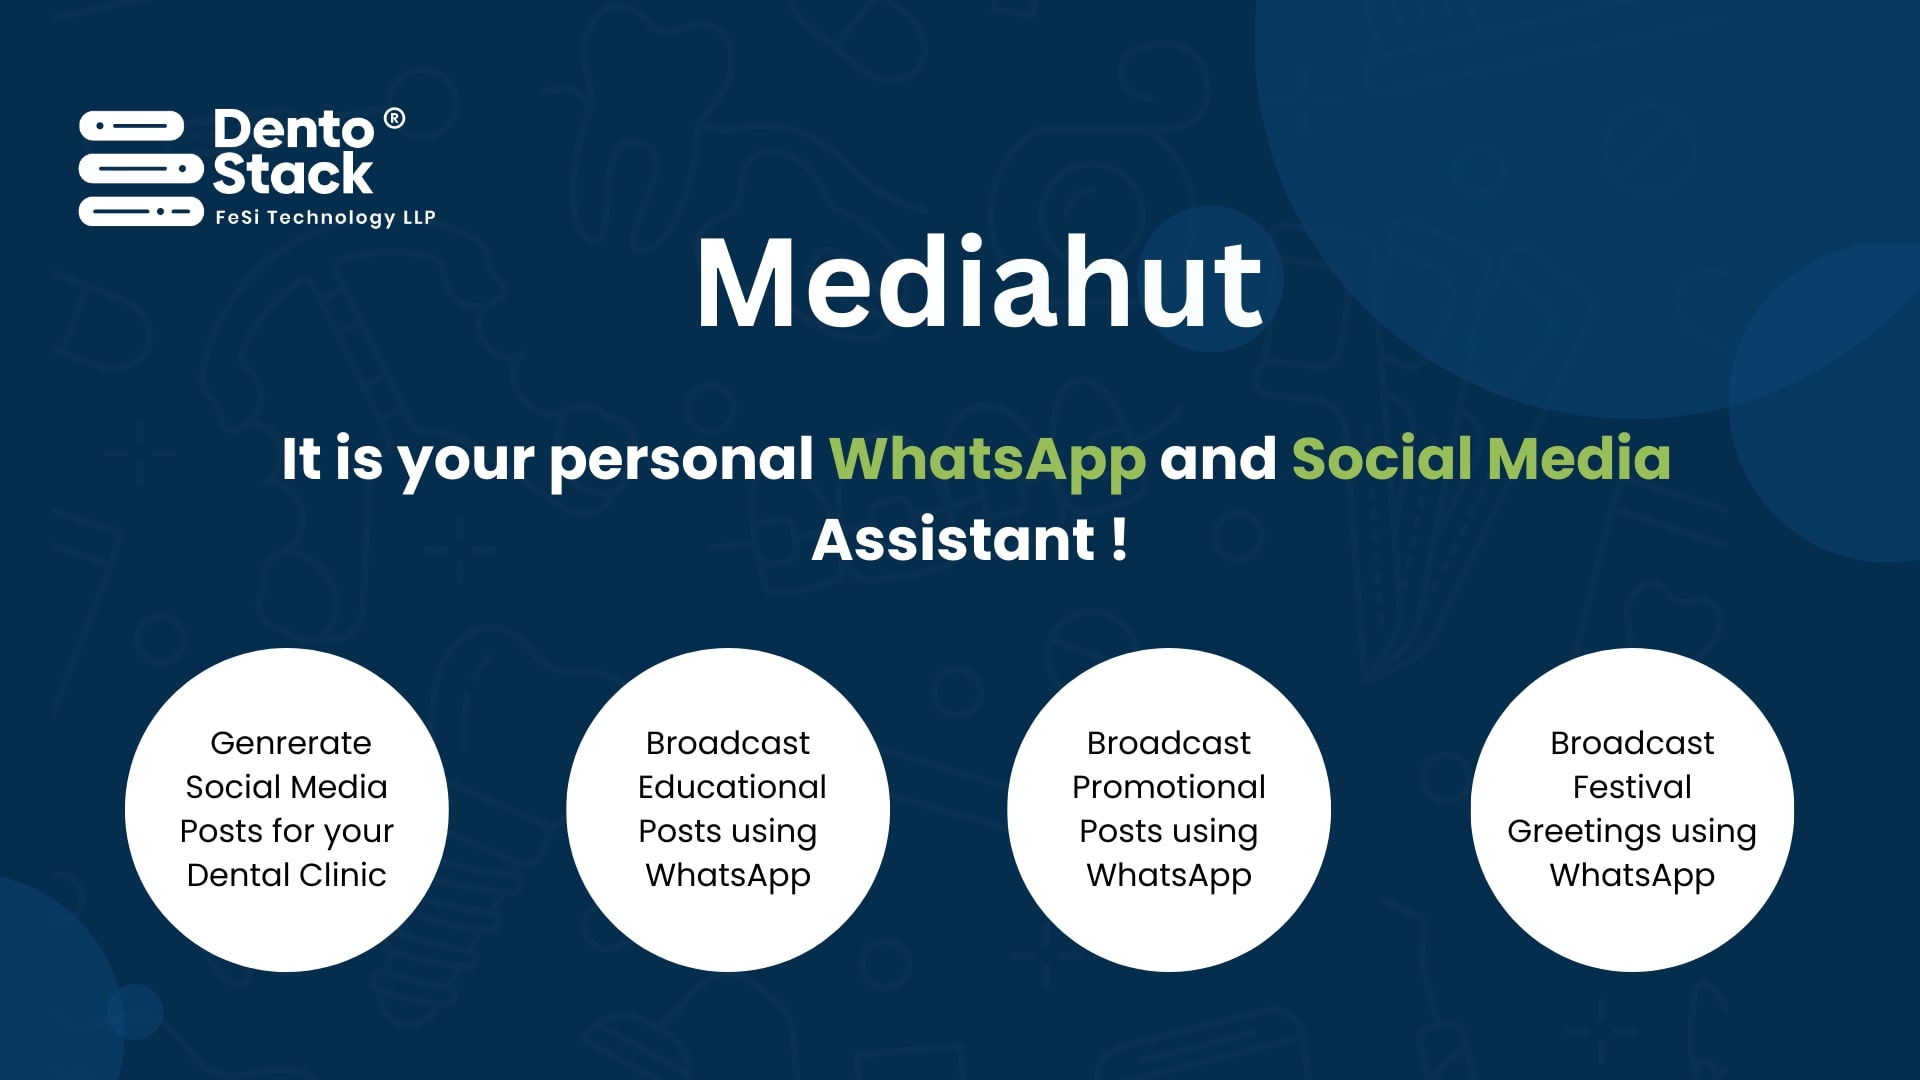 Dento ®
Stack
FeSi Technology LLP
Mediahut
It is your personal WhatsApp and Social Media
Assistant !
Genrerate
Social Media
Posts for your
Dental Clinic
Broadcast
Educational
Posts using
WhatsApp
Broadcast
Promotional
Posts using
WhatsApp
Broadcast
Festival
Greetings using
WhatsApp